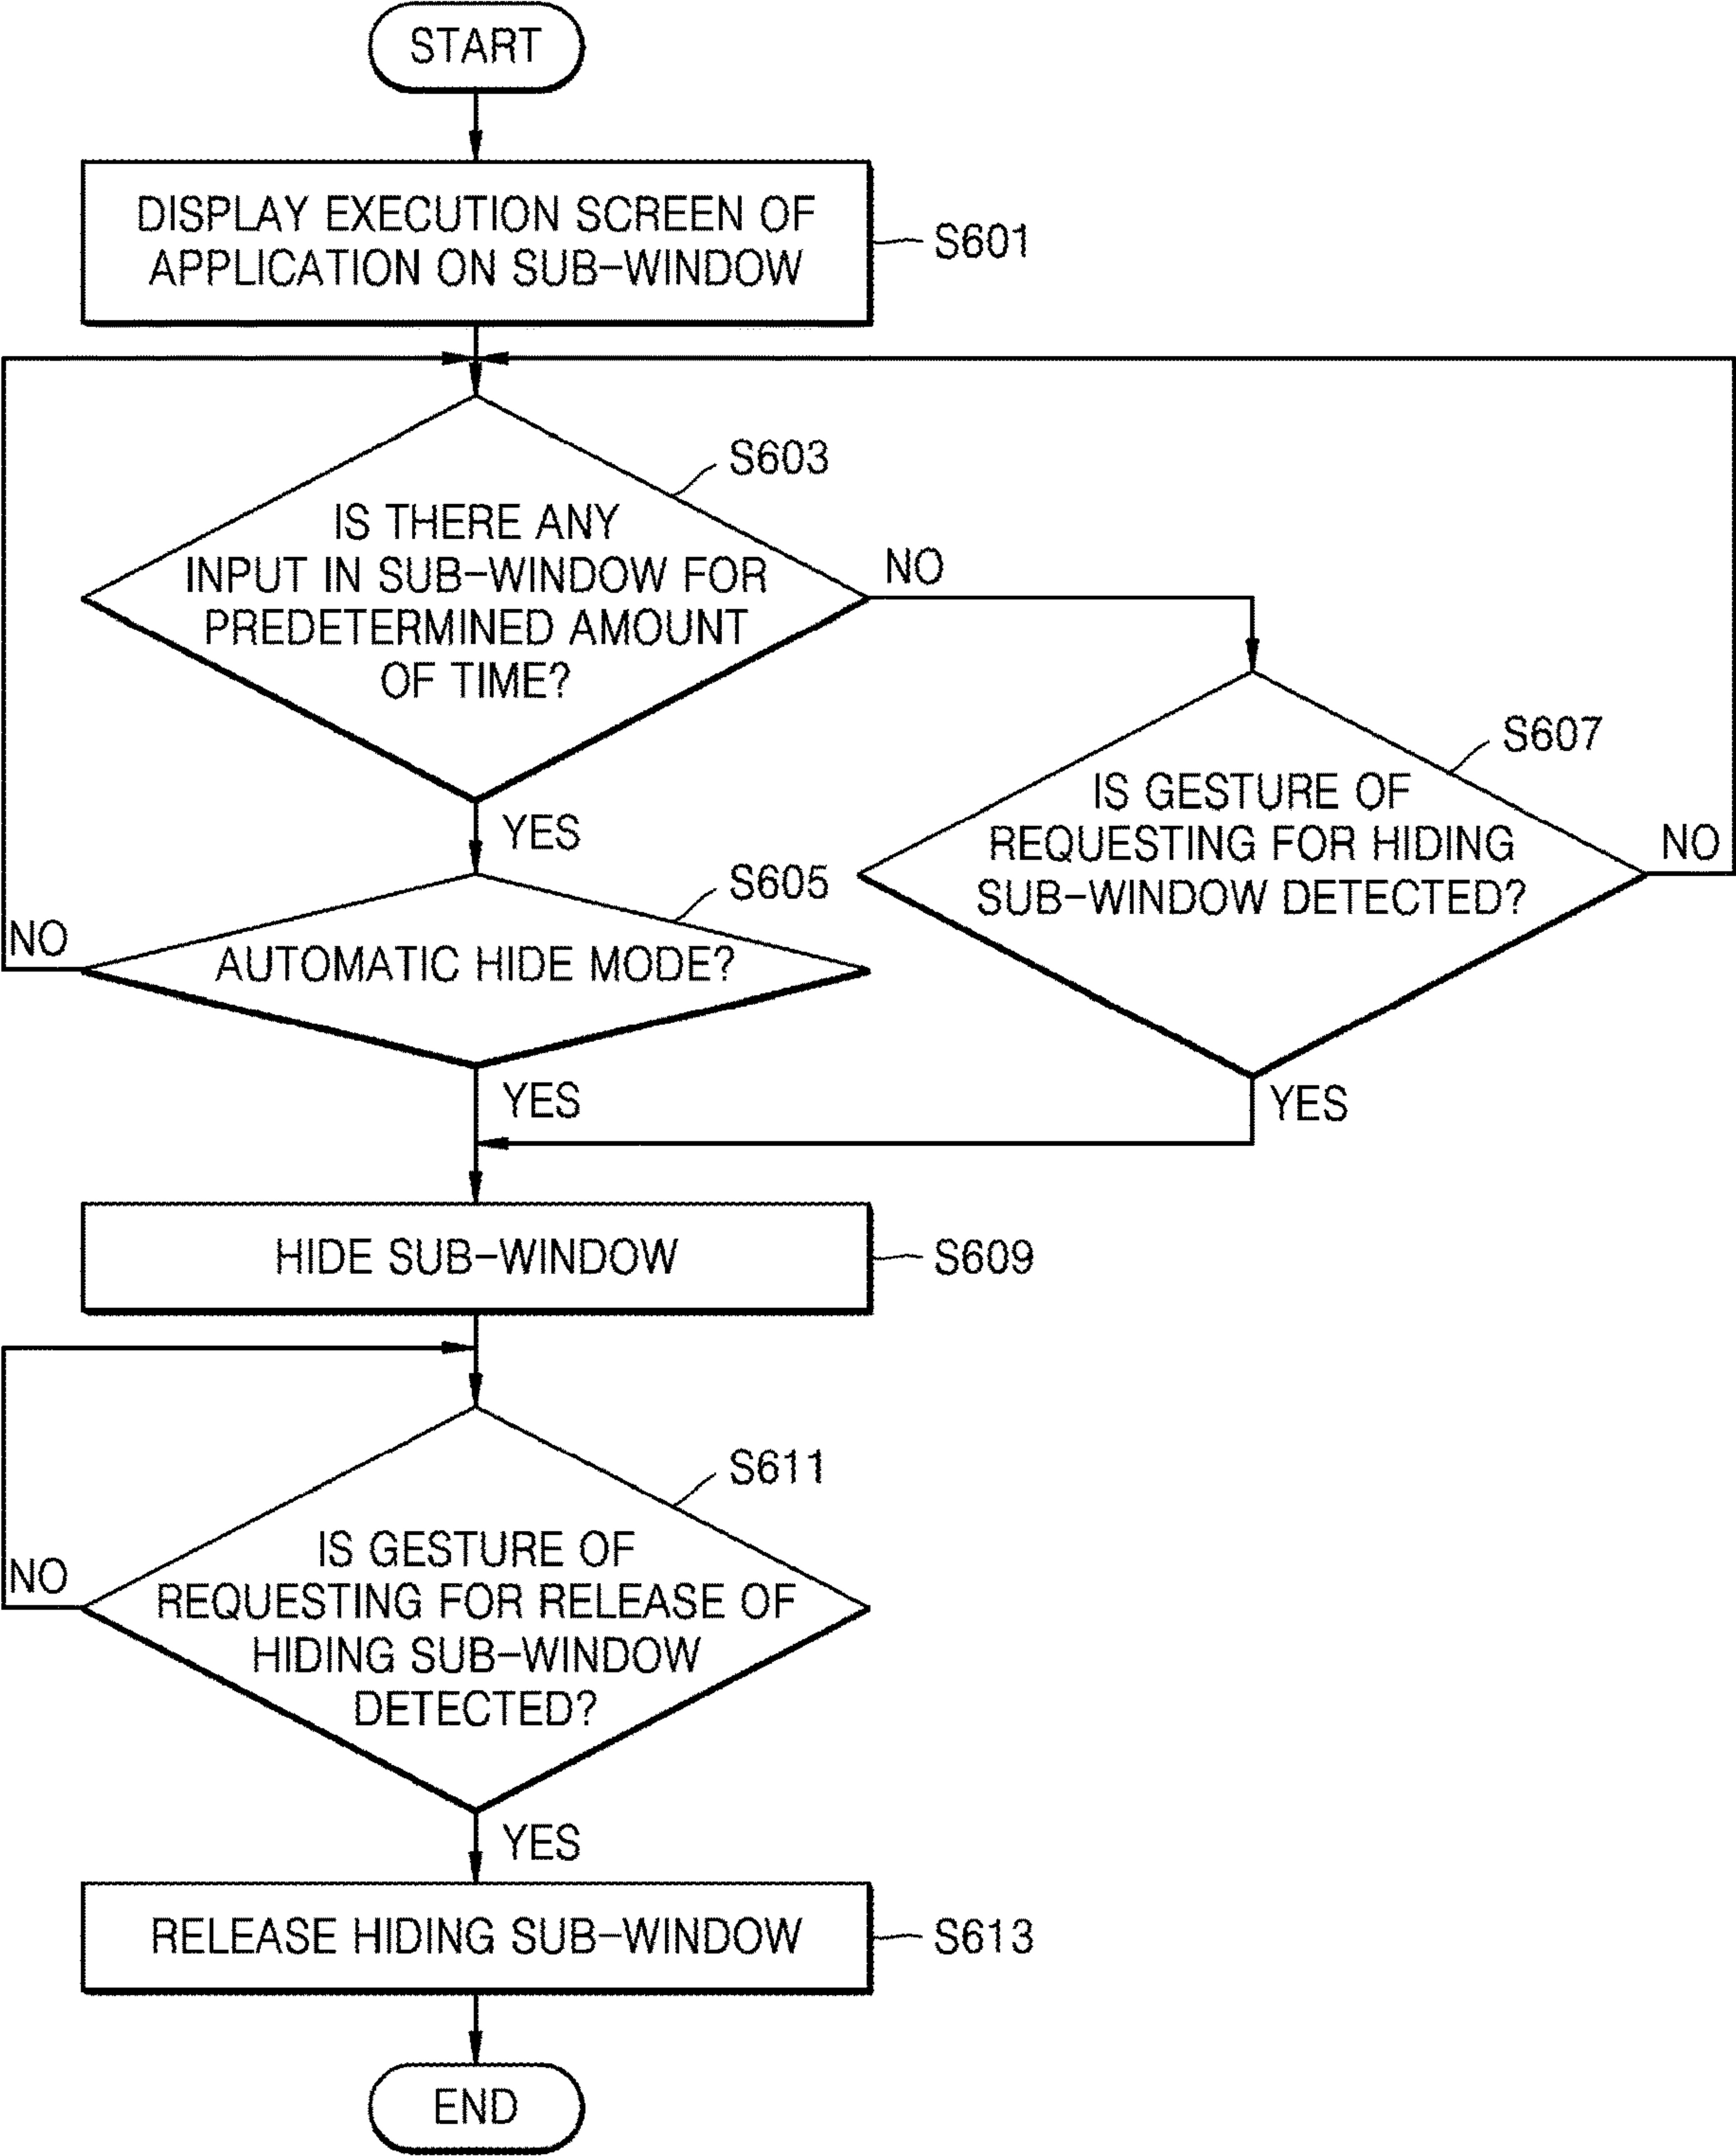 START
DISPLAY EXECUTION SCREEN OF
APPLICATION ON SUB-WINDOW
S601
S603
IS THERE ANY
INPUT IN SUB-WINDOW FOR
PREDETERMINED AMOUNT
OF TIME?
NO
YES
S607
IS GESTURE OF
REQUESTING FOR HIDING
SUB-WINDOW DETECTED?
NO
YES
S605
AUTOMATIC HIDE MODE?
NO
YES
HIDE SUB-WINDOW
S609
S611
IS GESTURE OF
REQUESTING FOR RELEASE OF
HIDING SUB-WINDOW
DETECTED?
NO
YES
RELEASE HIDING SUB-WINDOW
S613
END